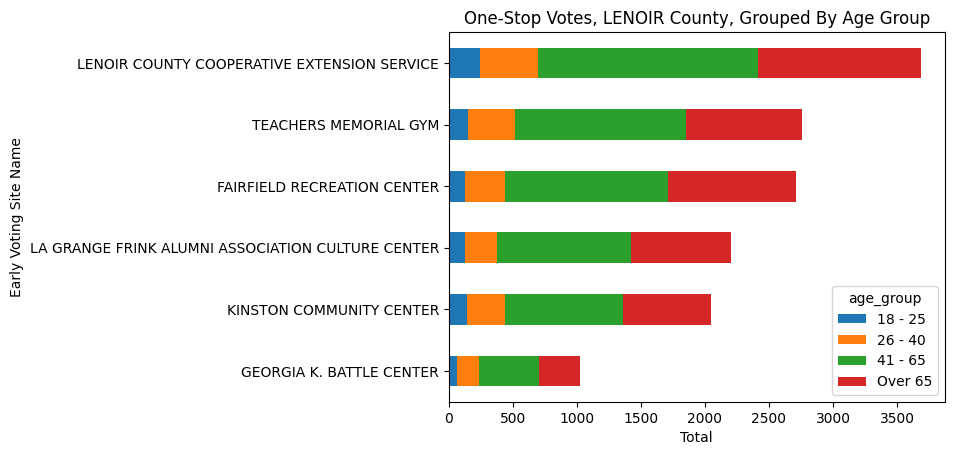 One-Stop Votes, LENOIR County, Grouped By Age Group
Early Voting Site Name
LENOIR COUNTY COOPERATIVE EXTENSION SERVICE
TEACHERS MEMORIAL GYM
FAIRFIELD RECREATION CENTER
LA GRANGE FRINK ALUMNI ASSOCIATION CULTURE CENTER
KINSTON COMMUNITY CENTER
GEORGIA K. BATTLE CENTER
age_group
18 - 25
26 - 40
41 - 65
Over 65
0 500 1000 1500 2000 2500 3000 3500
Total